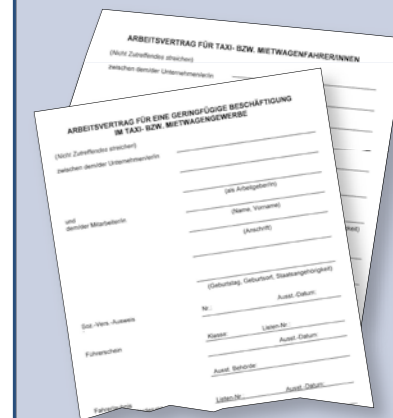 ARBEITSVERTRAG FÜR TAXI- BZW. MIETWAGENFAHRER/INNEN
(Nicht Zutreffendes streichen)
zwischen dem/der Unternehmer/in
ARBEITSVERTRAG FÜR EINE GERINGFÜGIGE BESCHÄFTIGUNG
IM TAXI- BZW. MIETWAGENGEWERBE
(Nicht Zutreffendes streichen)
zwischen dem/der Unternehmer/in
(als Arbeitgeber/in)
und
dem/der Mitarbeiter/in
(Name, Vorname)
(Anschrift)
(Geburtstag, Geburtsort, Staatsangehörigkeit)
Soz.-Vers.-Ausweis
Nr.:
Ausst.-Datum:
Führerschein
Klasse:
Listen-Nr.:
Ausst.-Datum:
Ausst. Behörde:
Listen-Nr.
Ausst.-Datum: